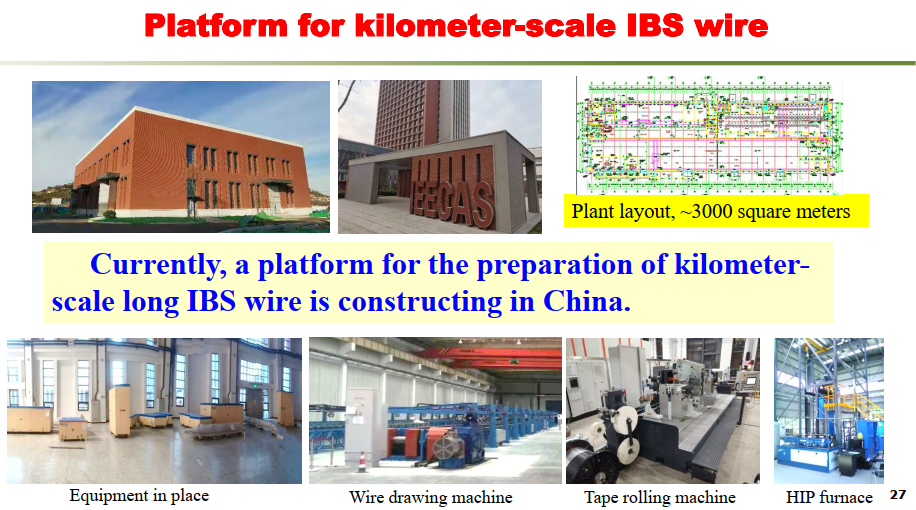 Platform for kilometer-scale IBS wire
IEECAS
Plant layout, ~3000 square meters
Currently, a platform for the preparation of kilometer-
scale long IBS wire is constructing in China.
Equipment in place
Wire drawing machine
Tape rolling machine
HIP furnace
27